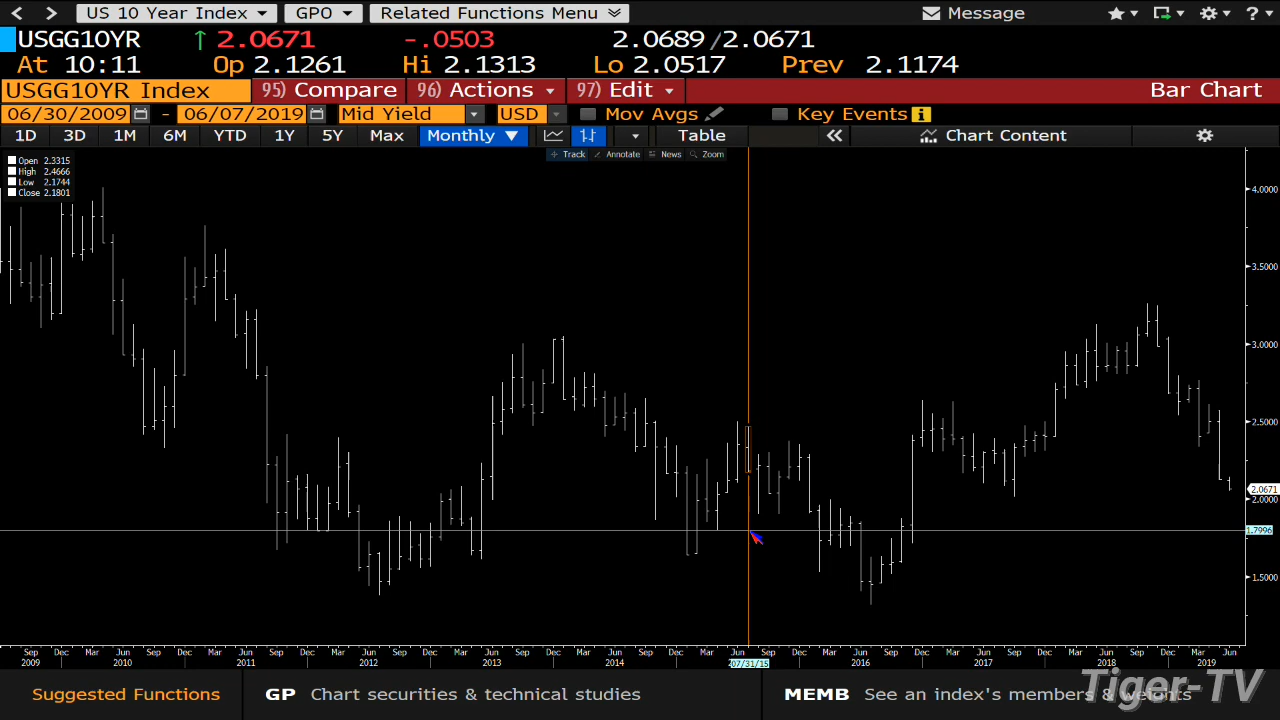 US 10 Year Index GPO Related Functions Menu Message ?
USGG10YR ↑ 2.0671 -.0503 2.0689/2.0671
At 10:11 Op 2.1261 Hi 2.1313 Lo 2.0517 Prev 2.1174
USGG10YR Index 95) Compare 96) Actions 97) Edit Bar Chart
06/30/2009 - 06/07/2019 Mid Yield USD Mov Avgs Key Events i
1D 3D 1M 6M YTD 1Y 5Y Max Monthly ▼ Table « Chart Content
Track Annotate News Zoom
Open 2.3315
High 2.4666
Low 2.1744
Close 2.1801
4.0000
3.5000
3.0000
2.5000
2.0671
2.0000
1.7996
1.5000
Sep Dec Mar Jun Sep Dec Mar Jun Sep Dec Mar Jun Sep Dec Mar Jun Sep Dec Mar Jun Sep Dec Mar Jun Sep Dec Mar Jun Sep Dec Mar Jun Sep Dec Mar Jun Sep Dec Mar Jun
2009 2010 2011 2012 2013 2014 07/31/15 2016 2017 2018 2019
Suggested Functions GP Chart securities & technical studies MEMB See an index's members & weights
Tiger-TV